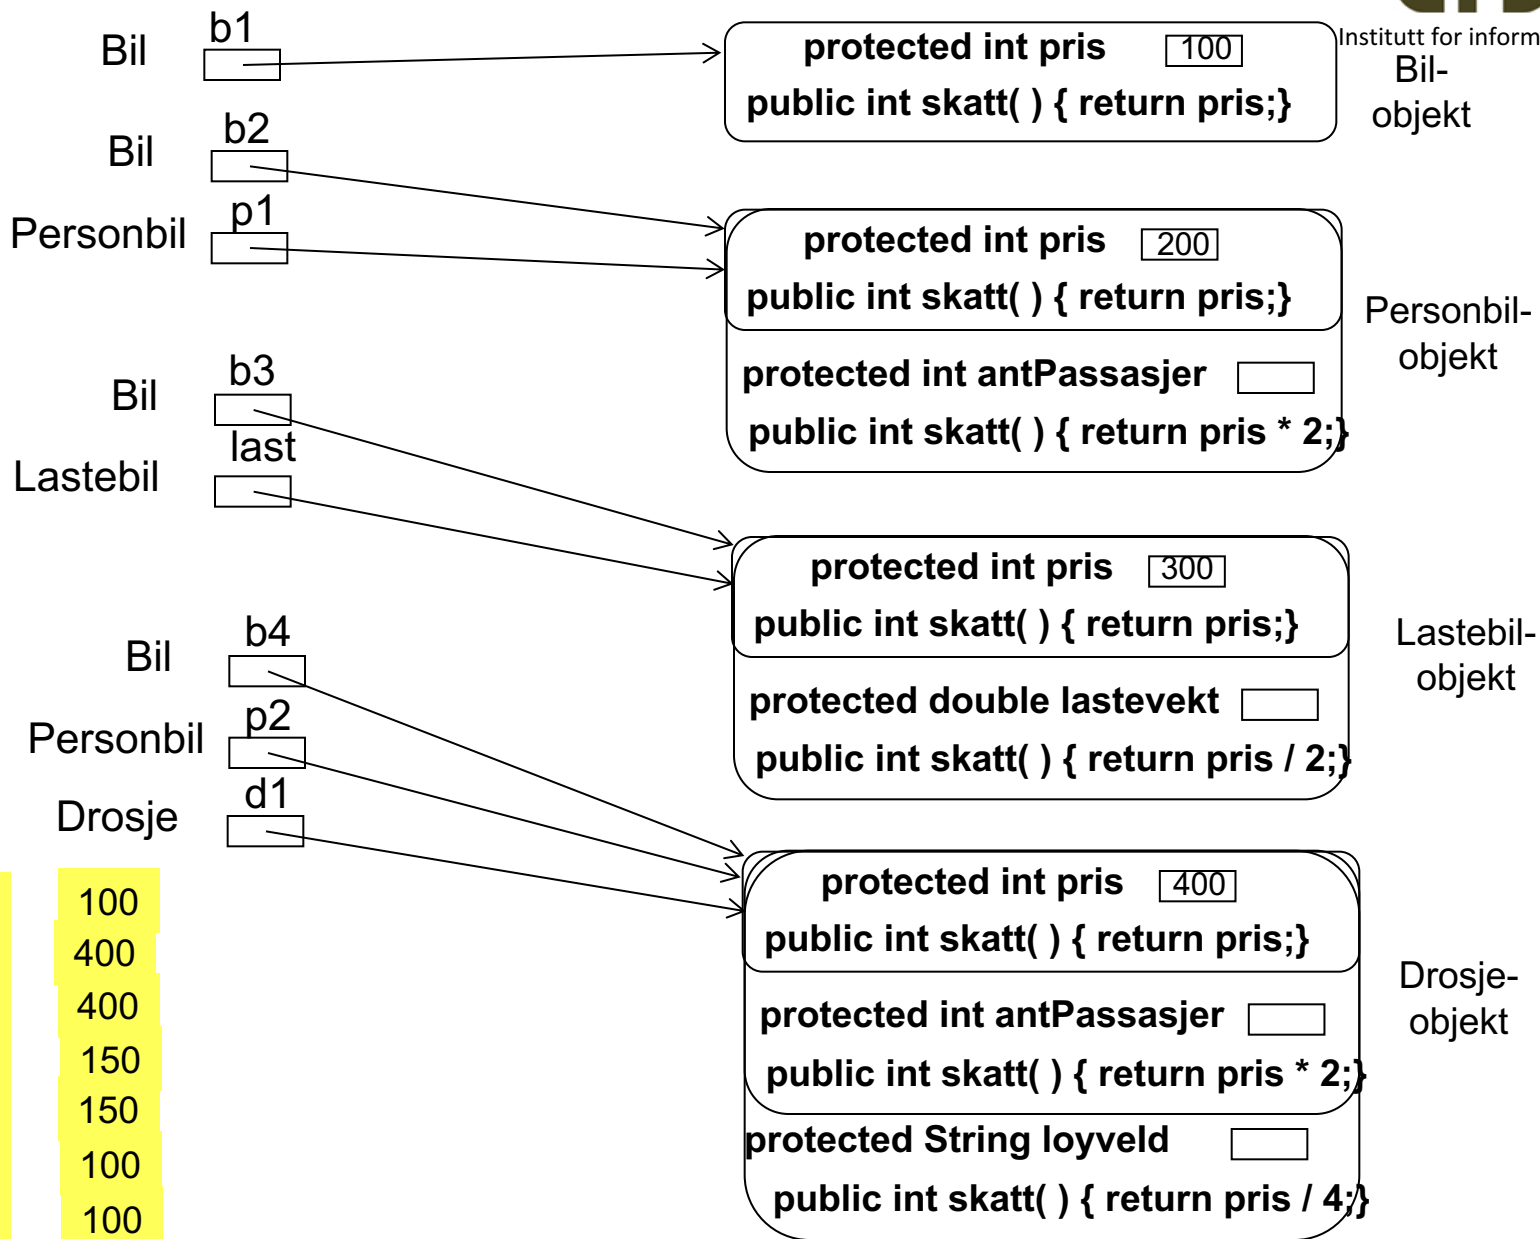 Institutt for inform
Bil b1
protected int pris 100
public int skatt( ) { return pris;}
Bil-
objekt
Bil b2
Personbil p1
protected int pris 200
public int skatt( ) { return pris;}
protected int antPassasjer
public int skatt( ) { return pris * 2;}
Personbil-
objekt
Bil b3
Lastebil last
protected int pris 300
public int skatt( ) { return pris;}
protected double lastevekt
public int skatt( ) { return pris / 2;}
Lastebil-
objekt
Bil b4
Personbil p2
Drosje d1
protected int pris 400
public int skatt( ) { return pris;}
protected int antPassasjer
public int skatt( ) { return pris * 2;}
protected String loyveld
public int skatt( ) { return pris / 4;}
Drosje-
objekt
100
400
400
150
150
100
100